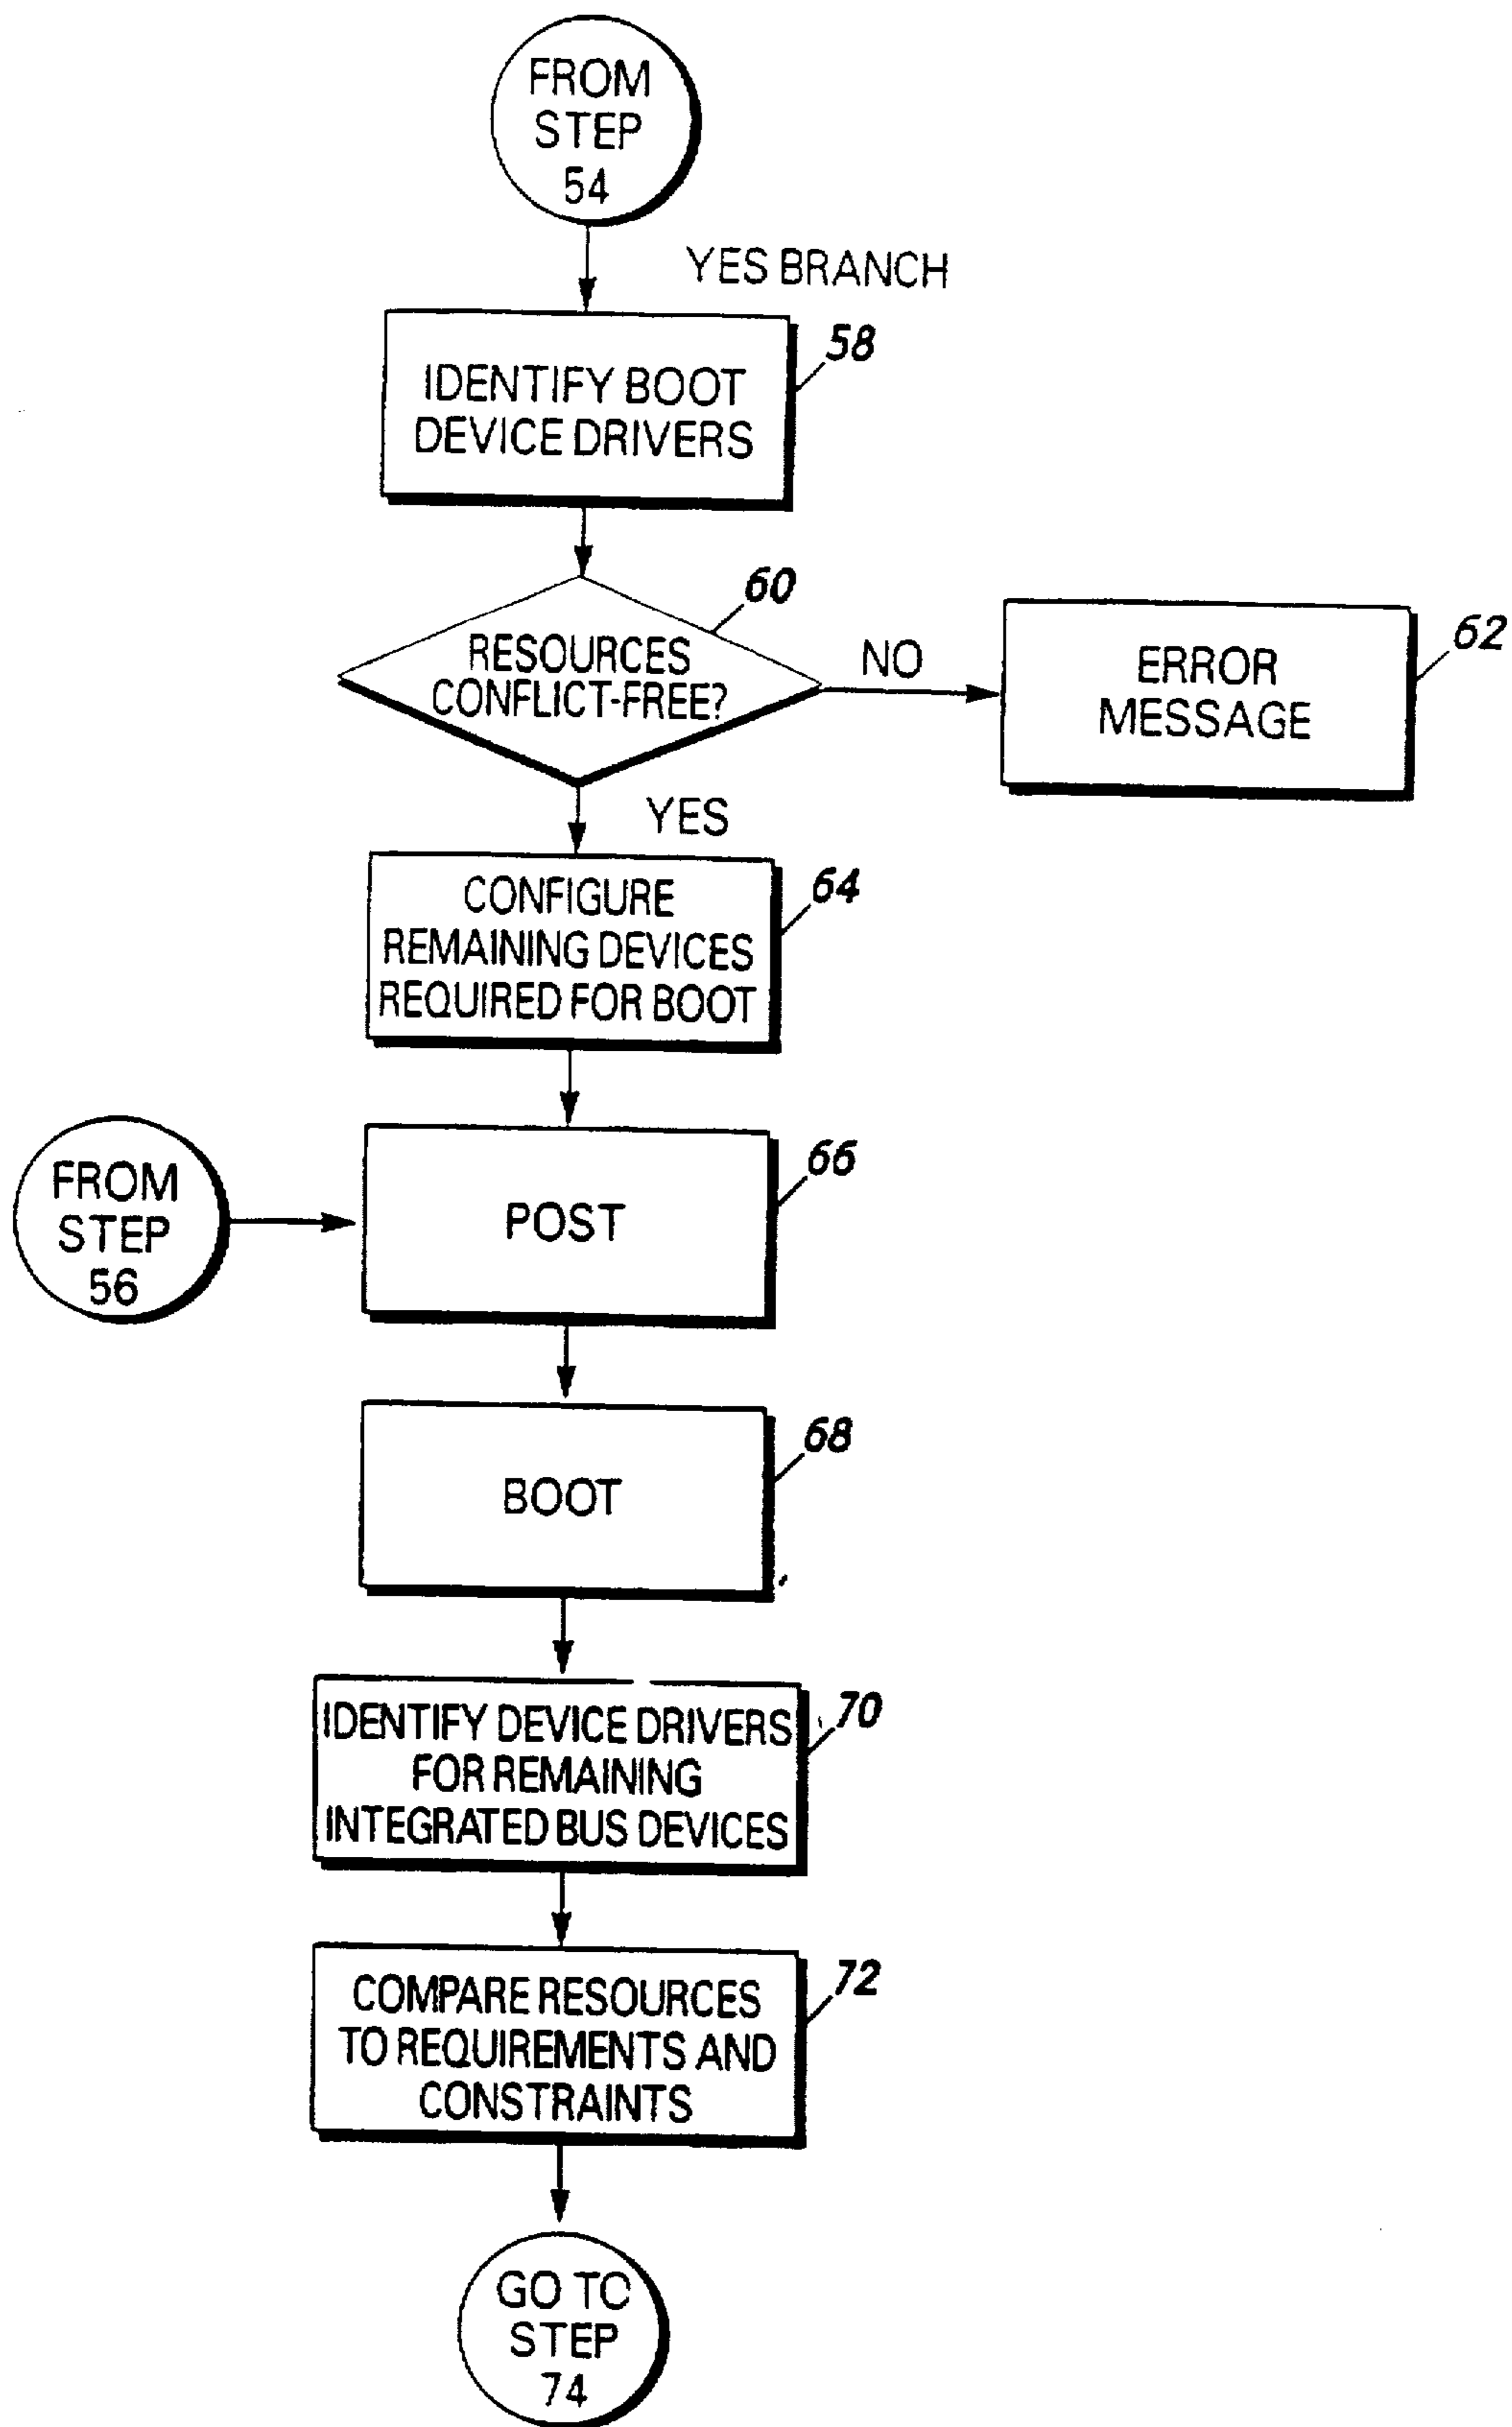 FROM
STEP
54
YES BRANCH
58
IDENTIFY BOOT
DEVICE DRIVERS
60
RESOURCES
CONFLICT-FREE?
NO
62
ERROR
MESSAGE
YES
64
CONFIGURE
REMAINING DEVICES
REQUIRED FOR BOOT
FROM
STEP
56
66
POST
68
BOOT
70
IDENTIFY DEVICE DRIVERS
FOR REMAINING
INTEGRATED BUS DEVICES
72
COMPARE RESOURCES
TO REQUIREMENTS AND
CONSTRAINTS
GO TO
STEP
74